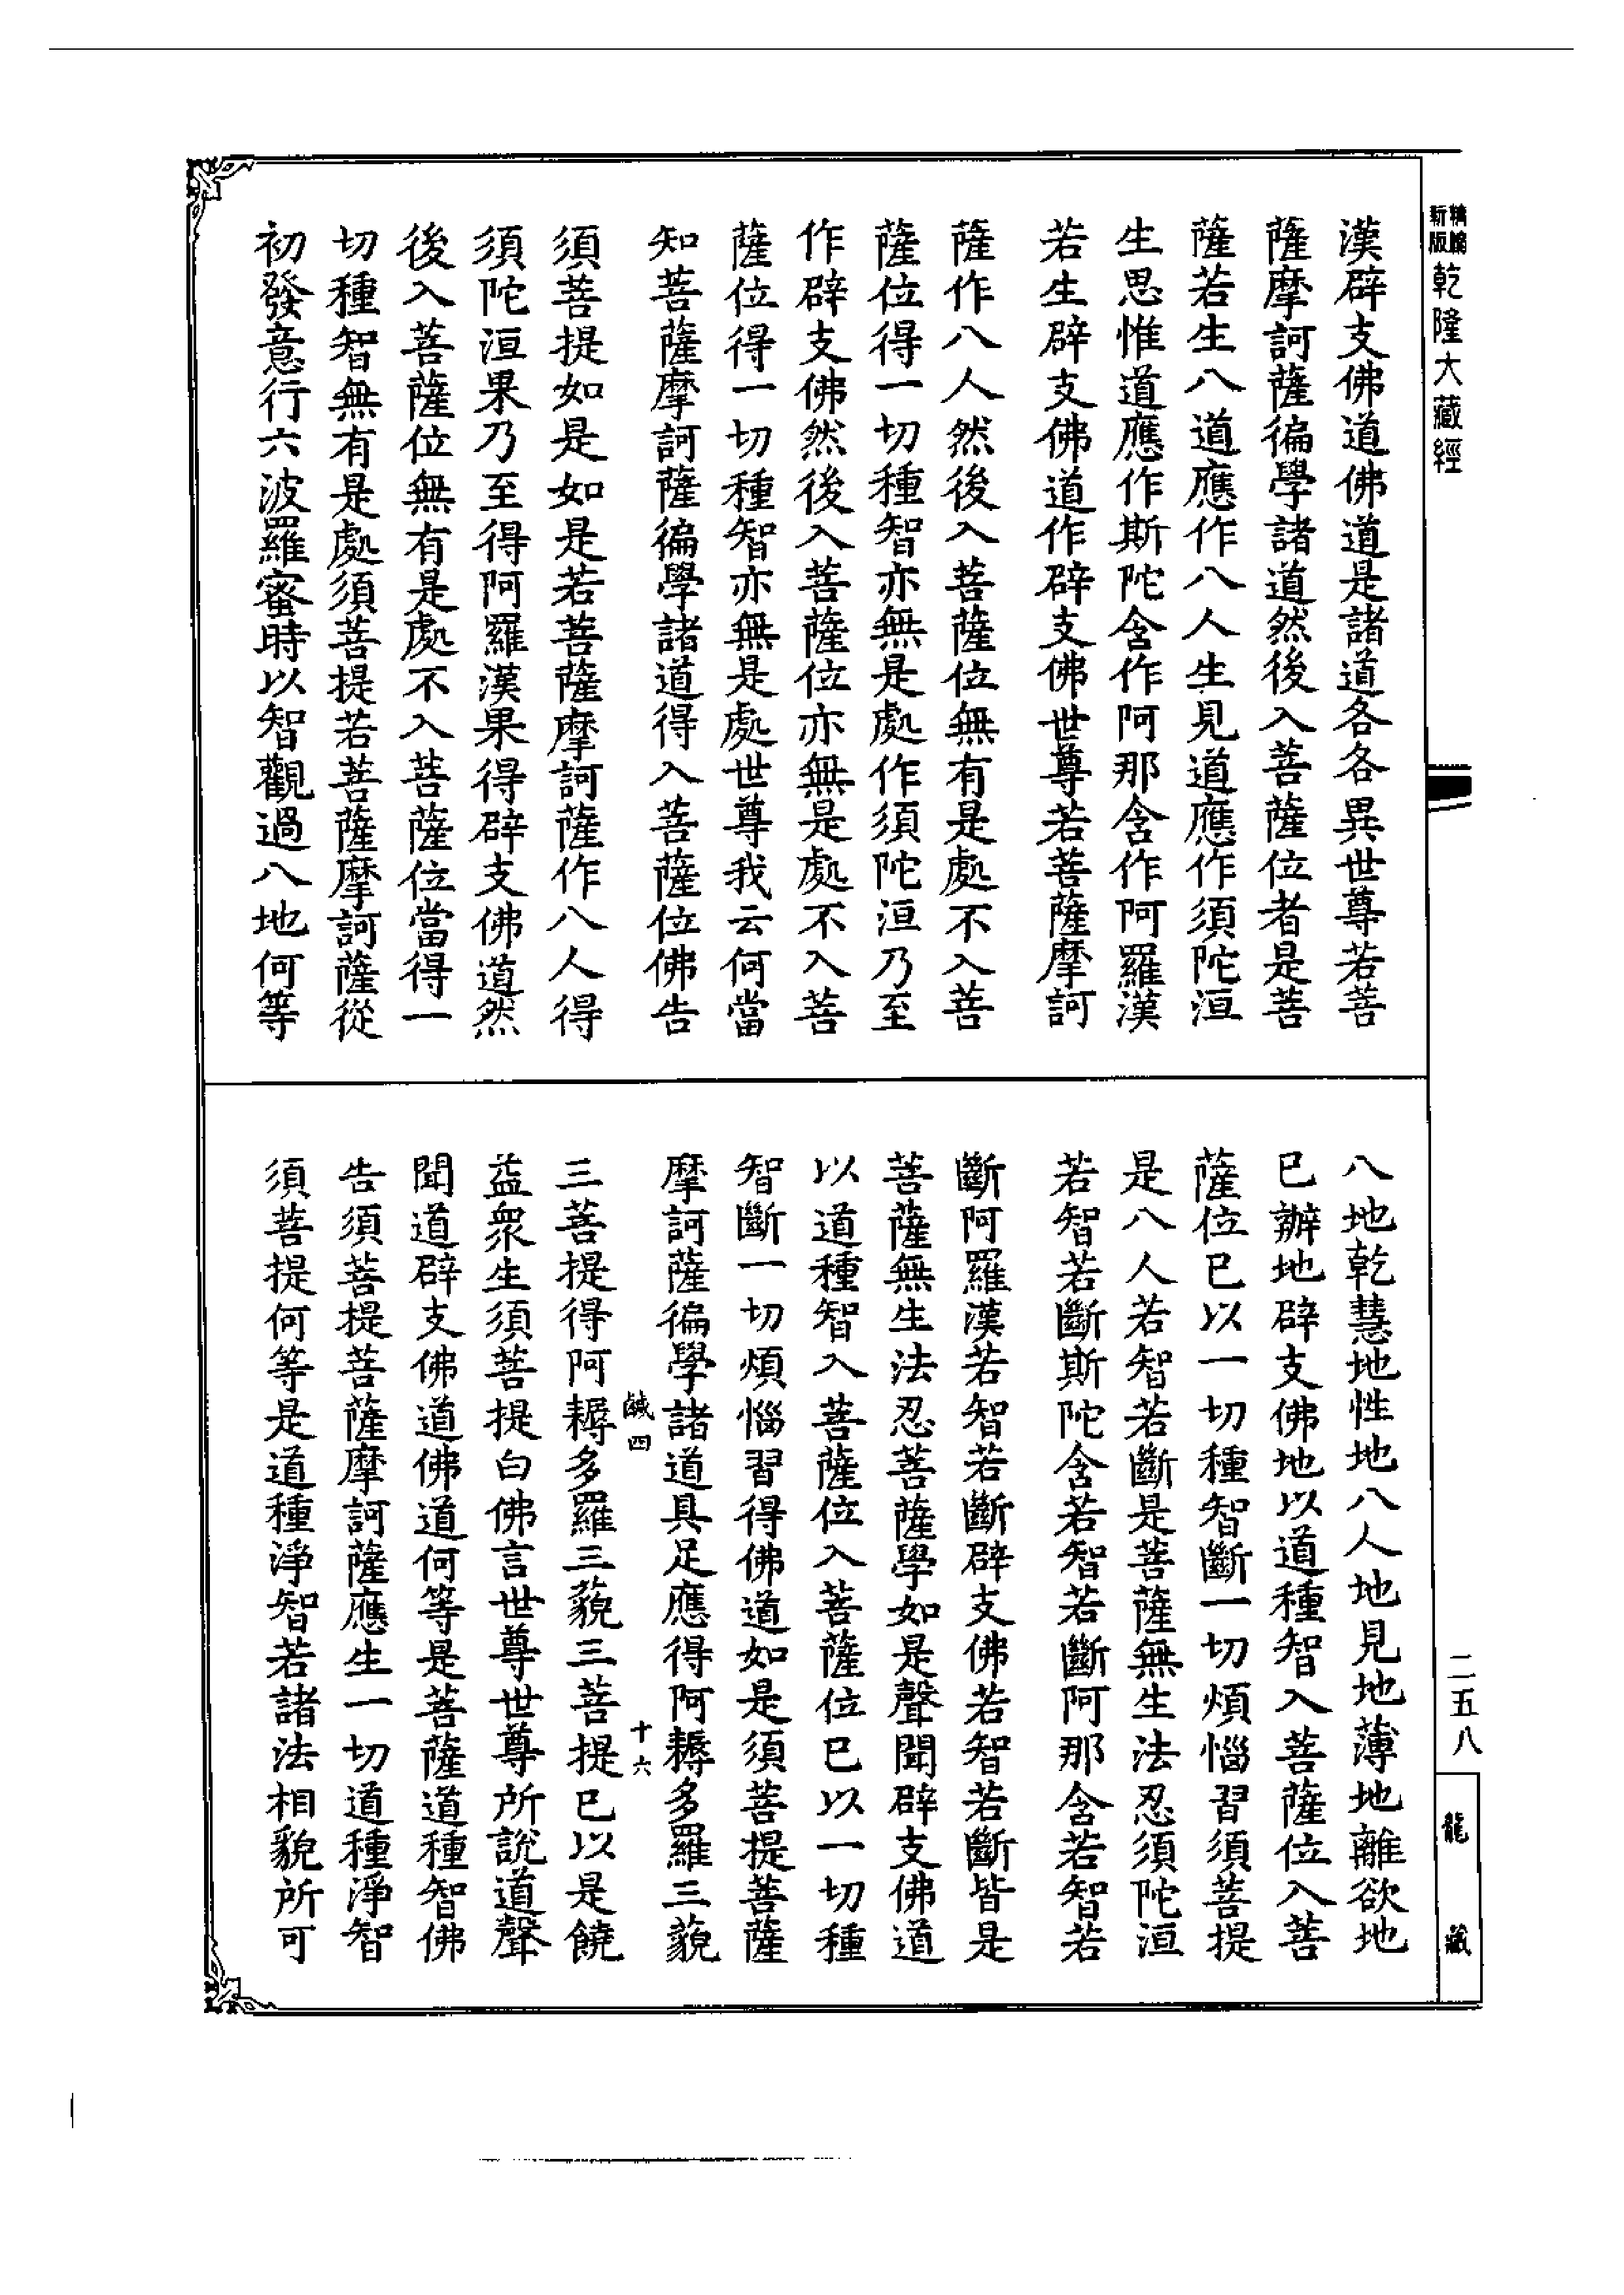 精編
新版
乾隆大藏經
漢辟支佛道佛道是諸道各各異世尊若菩
薩摩訶薩徧學諸道然後入菩薩位者是菩
薩若生八道應作八人生見道應作須陀洹
生思惟道應作斯陀含作阿那含作阿羅漢
若生辟支佛道作辟支佛世尊若菩薩摩訶
薩作八人然後入菩薩位無有是處不入菩
薩位得一切種智亦無是處作須陀洹乃至
作辟支佛然後入菩薩位亦無是處不入菩
薩位得一切種智亦無是處世尊我云何當
知菩薩摩訶薩徧學諸道得入菩薩位佛告
須菩提如是如是若菩薩摩訶薩作八人得
須陀洹果乃至得阿羅漢果得辟支佛道然
後入菩薩位無有是處不入菩薩位當得一
切種智無有是處須菩提若菩薩摩訶薩從
初發意行六波羅蜜時以智觀過八地何等
八地乾慧地性地八人地見地薄地離欲地
已辦地辟支佛地以道種智入菩薩位入菩
薩位已以一切種智斷一切煩惱習須菩提
是八人若智若斷是菩薩無生法忍須陀洹
若智若斷斯陀含若智若斷阿那含若智若
斷阿羅漢若智若斷辟支佛若智若斷皆是
菩薩無生法忍菩薩學如是聲聞辟支佛道
以道種智入菩薩位入菩薩位已以一切種
智斷一切煩惱習得佛道如是須菩提菩薩
摩訶薩徧學諸道具足應得阿耨多羅三藐
鹹四
十六
三菩提得阿耨多羅三藐三菩提已以是饒
益眾生須菩提白佛言世尊世尊所說道聲
聞道辟支佛道佛道何等是菩薩道種智佛
告須菩提菩薩摩訶薩應生一切道種淨智
須菩提何等是道種淨智若諸法相貌所可
二五八
龍藏